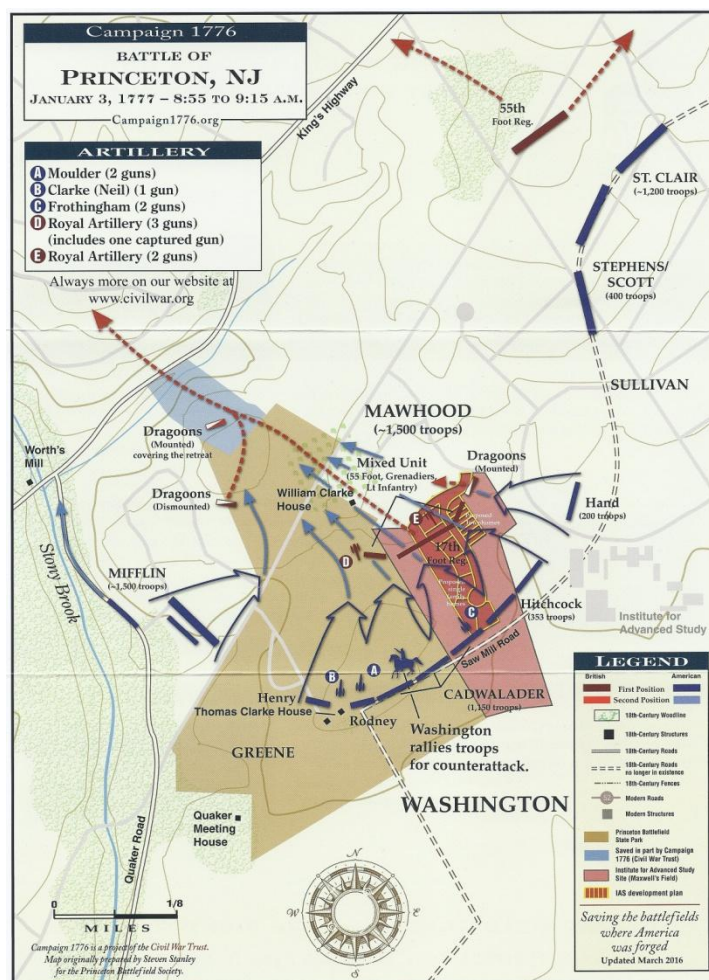 Campaign 1776
BATTLE OF
PRINCETON, NJ
JANUARY 3, 1777 – 8:55 TO 9:15 A.M.
Campaign1776.org
ARTILLERY
A Moulder (2 guns)
B Clarke (Neil) (1 gun)
C Frothingham (2 guns)
D Royal Artillery (3 guns)
(includes one captured gun)
E Royal Artillery (2 guns)
Always more on our website at
www.civilwar.org
King's Highway
55th
Foot Reg.
ST. CLAIR
(~1,200 troops)
STEPHENS/
SCOTT
(400 troops)
SULLIVAN
MAWHOOD
(~1,500 troops)
Dragoons
(Mounted)
covering the retreat
Mixed Unit
(55 Foot, Grenadiers,
Lt Infantry)
Dragoons
(Mounted)
Worth's
Mill
Dragoons
(Dismounted)
William Clarke
House
Hand
(200 troops)
E
D
17th
Foot Reg.
Stony Brook
MIFFLIN
(~1,500 troops)
Hitchcock
(353 troops)
Institute for
Advanced Study
C
Saw Mill Road
B
A
Henry
Thomas Clarke House
Rodney
CADWALADER
(1,150 troops)
GREENE
Washington
rallies troops
for counterattack.
WASHINGTON
Quaker
Meeting
House
Quaker Road
LEGEND
British
American
First Position
Second Position
18th-Century Woodline
18th-Century Structures
18th-Century Roads
18th-Century Roads
no longer in existence
18th-Century Fences
Modern Roads
Modern Structures
Princeton Battlefield
State Park
Saved in part by Campaign
1776 (Civil War Trust)
Institute for Advanced Study
Site (Maxwell's Field)
IAS development plan
Saving the battlefields
where America
was forged
Updated March 2016
N
W
E
S
0
1/8
MILES
Campaign 1776 is a project of the Civil War Trust.
Map originally prepared by Steven Stanley
for the Princeton Battlefield Society.